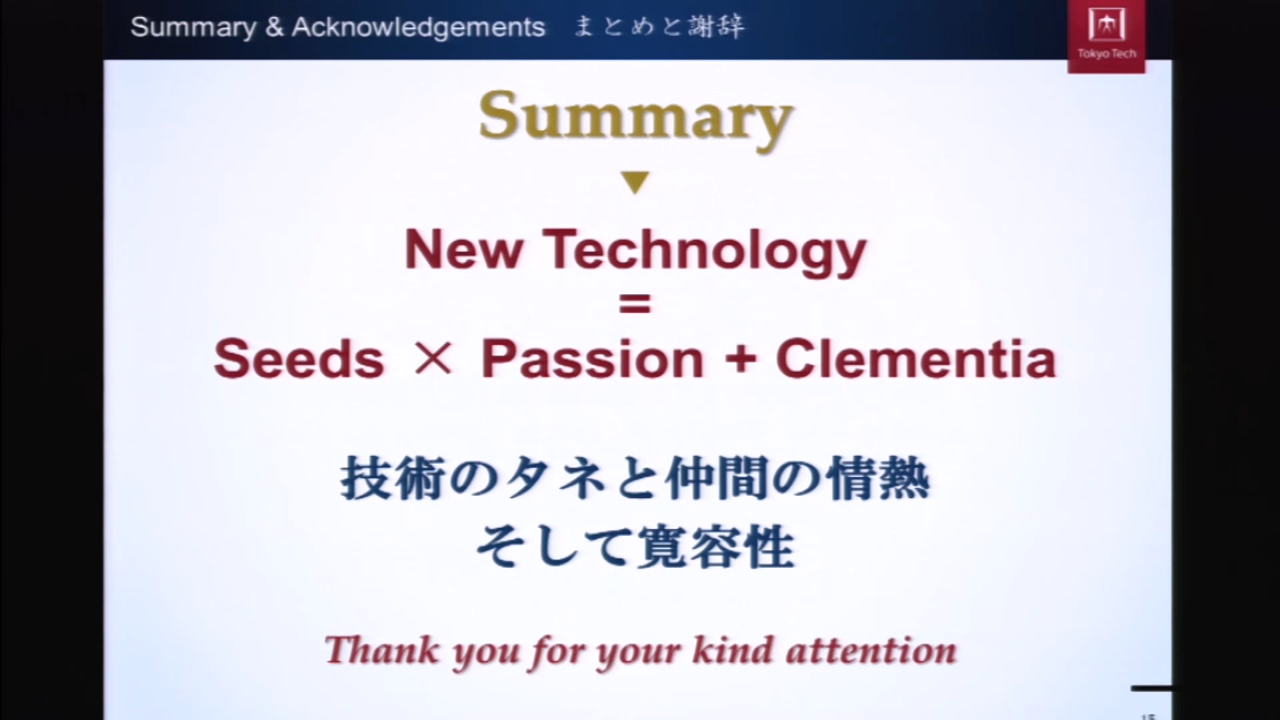 Summary & Acknowledgements まとめと謝辞
Tokyo Tech
Summary
▼
New Technology
=
Seeds × Passion + Clementia
技術のタネと仲間の情熱
そして寛容性
Thank you for your kind attention